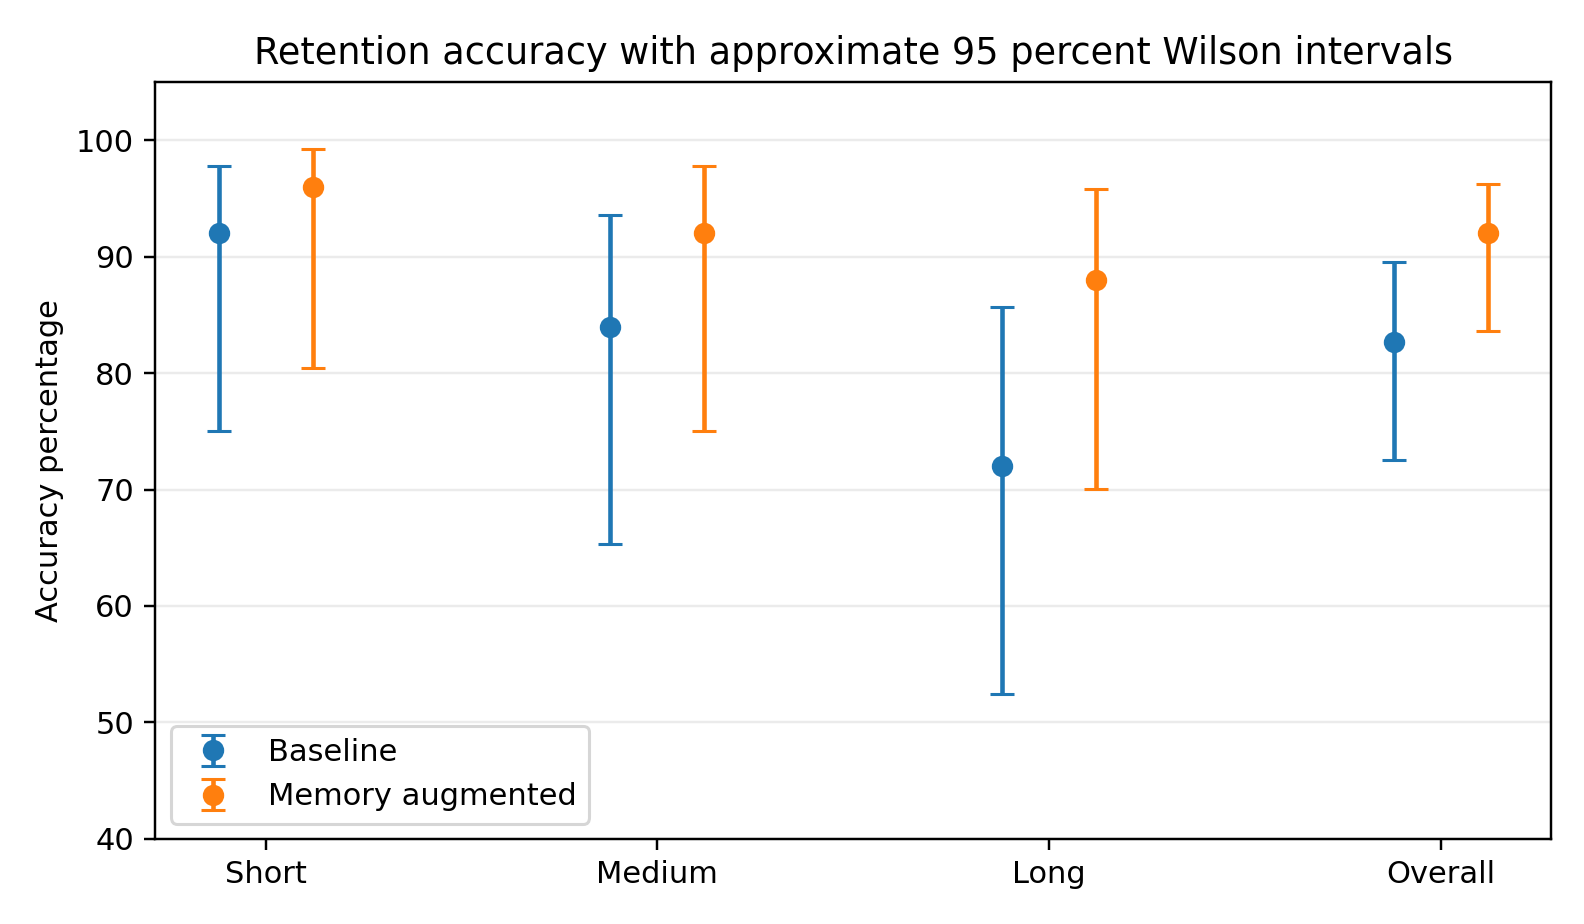 Retention accuracy with approximate 95 percent Wilson intervals
Accuracy percentage
100
90
80
70
60
50
40
Baseline
Memory augmented
Short
Medium
Long
Overall